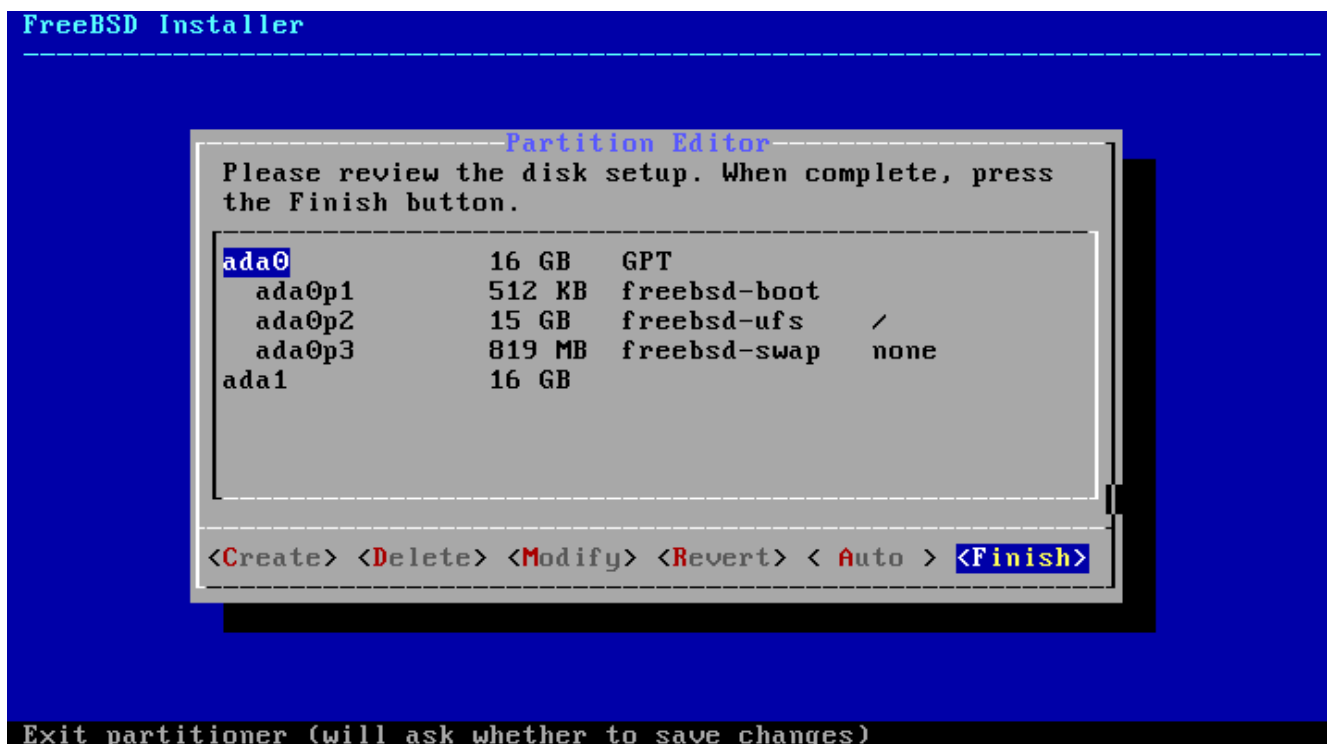 FreeBSD Installer
Partition Editor
Please review the disk setup. When complete, press
the Finish button.
ada0 16 GB GPT
ada0p1 512 KB freebsd-boot
ada0p2 15 GB freebsd-ufs /
ada0p3 819 MB freebsd-swap none
ada1 16 GB
<Create> <Delete> <Modify> <Revert> < Auto > <Finish>
Exit partitioner (will ask whether to save changes)